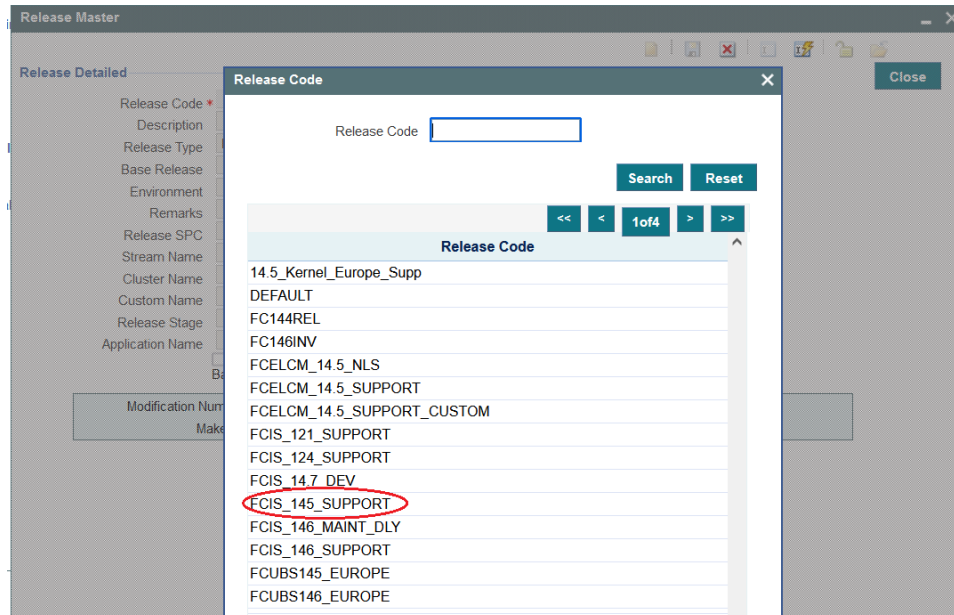 Release Master
Release Detailed
Close
Release Code *
Description
Release Type
Base Release
Environment
Remarks
Release SPC
Stream Name
Cluster Name
Custom Name
Release Stage
Application Name
Ba
Modification Num
Make
Release Code
Release Code
Search
Reset
<< < 1of4 > >>
Release Code
14.5_Kernel_Europe_Supp
DEFAULT
FC144REL
FC146INV
FCELCM_14.5_NLS
FCELCM_14.5_SUPPORT
FCELCM_14.5_SUPPORT_CUSTOM
FCIS_121_SUPPORT
FCIS_124_SUPPORT
FCIS_14.7_DEV
FCIS_145_SUPPORT
FCIS_146_MAINT_DLY
FCIS_146_SUPPORT
FCUBS145_EUROPE
FCUBS146_EUROPE